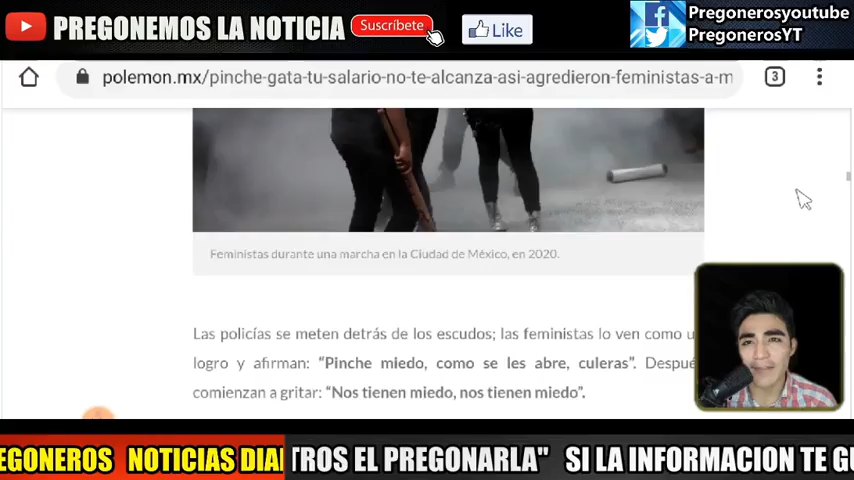 PREGONEMOS LA NOTICIA Suscríbete Like
Pregonerosyoutube
PregonerosYT
polemon.mx/pinche-gata-tu-salario-no-te-alcanza-asi-agredieron-feministas-a-m 3
Feministas durante una marcha en la Ciudad de México, en 2020.
Las policías se meten detrás de los escudos; las feministas lo ven como u
logro y afirman: “Pinche miedo, como se les abre, culeras”. Despué
comienzan a gritar: “Nos tienen miedo, nos tienen miedo”.
EGONEROS NOTICIAS DIA TROS EL PREGONARLA" SI LA INFORMACION TE GU